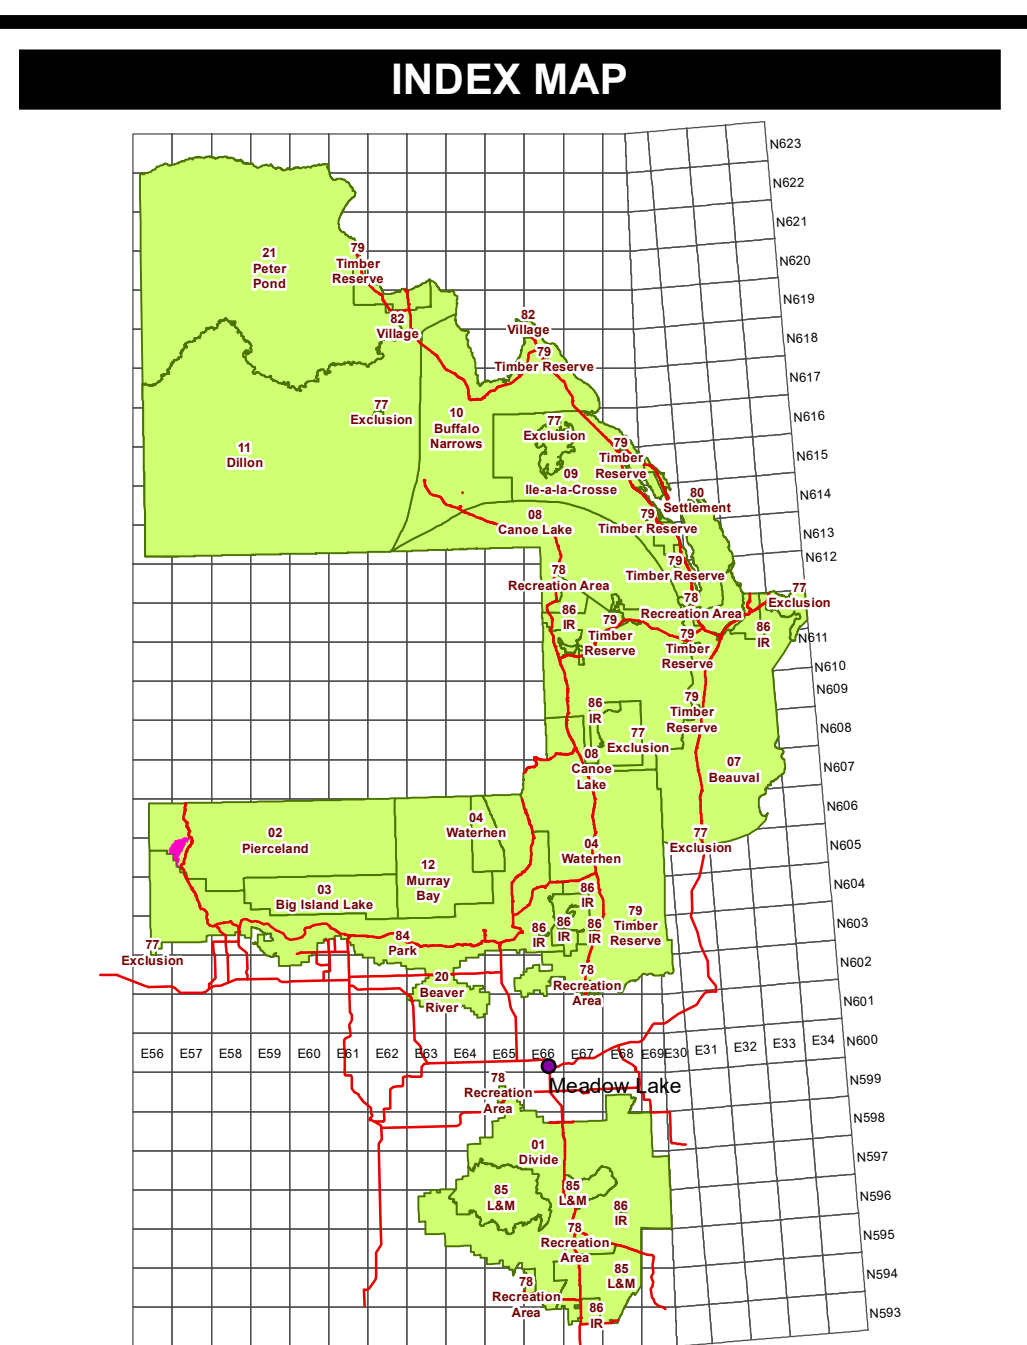 INDEX MAP
N623
N622
N621
N620
N619
N618
N617
N616
N615
N614
N613
N612
N611
N610
N609
N608
N607
N606
N605
N604
N603
N602
N601
N600
N599
N598
N597
N596
N595
N594
N593
21
Peter
Pond
79
Timber
Reserve
82
Village
82
Village
79
Timber Reserve
77
Exclusion
10
Buffalo
Narrows
77
Exclusion
79
Timber
Reserve
11
Dillon
09
Ile-a-la-Crosse
80
Settlement
08
Canoe Lake
79
Timber Reserve
79
Timber Reserve
78
Recreation Area
78
Recreation Area
77
Exclusion
86
IR
79
Timber
Reserve
79
Timber
Reserve
86
IR
86
IR
79
Timber
Reserve
77
Exclusion
08
Canoe
Lake
07
Beauval
02
Pierceland
04
Waterhen
04
Waterhen
77
Exclusion
12
Murray
Bay
03
Big Island Lake
86
IR
86
IR
86
IR
86
IR
79
Timber
Reserve
84
Park
77
Exclusion
20
Beaver
River
78
Recreation
Area
E56 E57 E58 E59 E60 E61 E62 E63 E64 E65 E66 E67 E68 E69 E30 E31 E32 E33 E34
Meadow Lake
78
Recreation
Area
01
Divide
85
L&M
85
L&M
86
IR
78
Recreation
Area
85
L&M
78
Recreation
Area
86
IR